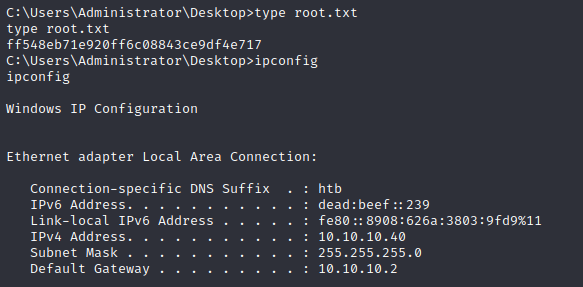 C:\Users\Administrator\Desktop>type root.txt
type root.txt
ff548eb71e920ff6c08843ce9df4e717
C:\Users\Administrator\Desktop>ipconfig
ipconfig
Windows IP Configuration
Ethernet adapter Local Area Connection:
Connection-specific DNS Suffix  . : htb
IPv6 Address. . . . . . . . . . . : dead:beef::239
Link-local IPv6 Address . . . . . : fe80::8908:626a:3803:9fd9%11
IPv4 Address. . . . . . . . . . . : 10.10.10.40
Subnet Mask . . . . . . . . . . . : 255.255.255.0
Default Gateway . . . . . . . . . : 10.10.10.2